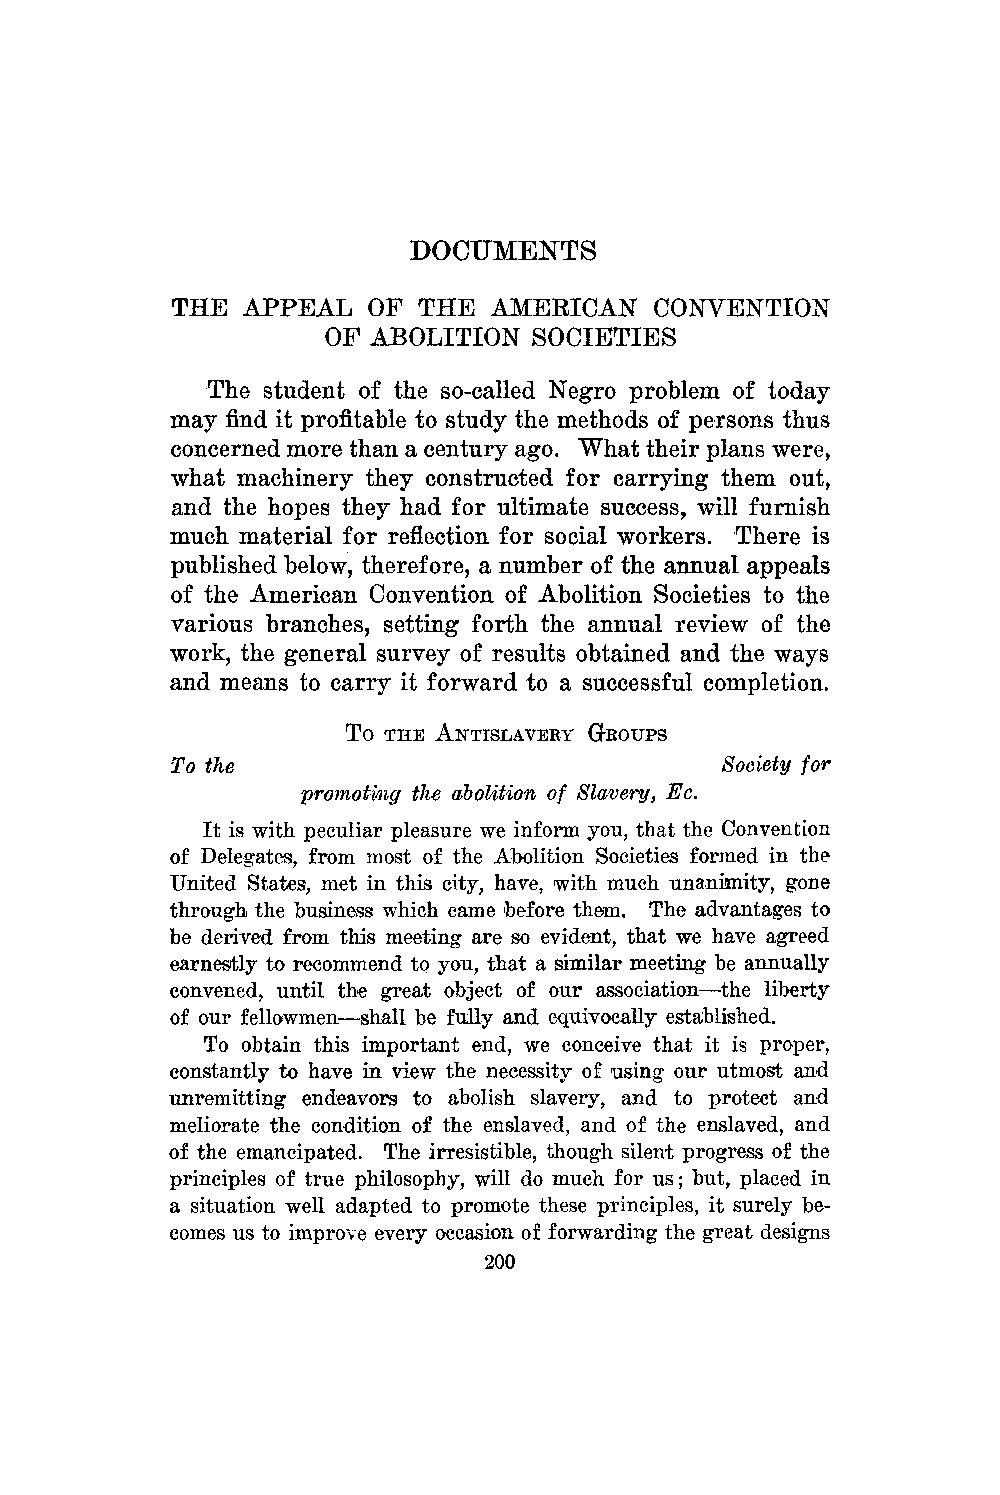 DOCUMENTS
THE APPEAL OF THE AMERICAN CONVENTION
OF ABOLITION SOCIETIES
The student of the so-called Negro problem of today
may find it profitable to study the methods of persons thus
concerned more than a century ago. What their plans were,
what machinery they constructed for carrying them out,
and the hopes they had for ultimate success, will furnish
much material for reflection for social workers. There is
published below, therefore, a number of the annual appeals
of the American Convention of Abolition Societies to the
various branches, setting forth the annual review of the
work, the general survey of results obtained and the ways
and means to carry it forward to a successful completion.
To the Antislavery Groups
To the Society for
promoting the abolition of Slavery, Ec.
It is with peculiar pleasure we inform you, that the Convention
of Delegates, from most of the Abolition Societies formed in the
United States, met in this city, have, with much unanimity, gone
through the business which came before them. The advantages to
be derived from this meeting are so evident, that we have agreed
earnestly to recommend to you, that a similar meeting be annually
convened, until the great object of our association—the liberty
of our fellowmen—shall be fully and equivocally established.
To obtain this important end, we conceive that it is proper,
constantly to have in view the necessity of using our utmost and
unremitting endeavors to abolish slavery, and to protect and
meliorate the condition of the enslaved, and of the enslaved, and
of the emancipated. The irresistible, though silent progress of the
principles of true philosophy, will do much for us; but, placed in
a situation well adapted to promote these principles, it surely be-
comes us to improve every occasion of forwarding the great designs
200